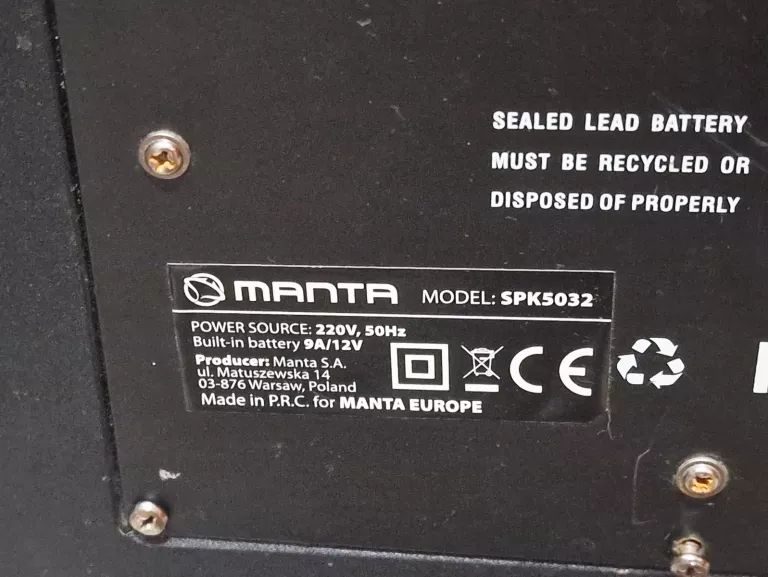 SEALED LEAD BATTERY
MUST BE RECYCLED OR
DISPOSED OF PROPERLY
MANTA MODEL: SPK5032
POWER SOURCE: 220V, 50Hz
Built-in battery 9A/12V
Producer: Manta S.A.
ul. Matuszewska 14
03-876 Warsaw, Poland
Made in P.R.C. for MANTA EUROPE
CE